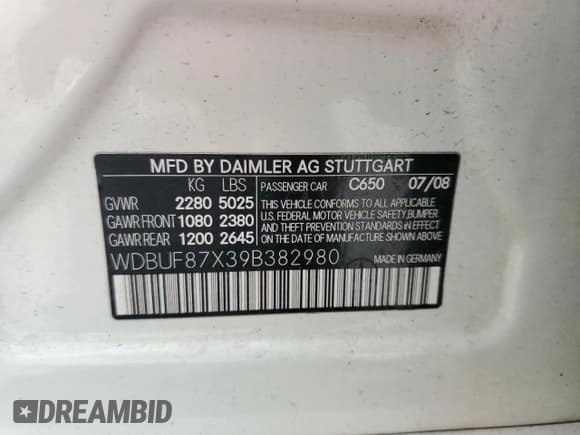 MFD BY DAIMLER AG STUTTGART
KG LBS PASSENGER CAR C650 07/08
GVWR 2280 5025
GAWR FRONT 1080 2380
GAWR REAR 1200 2645
THIS VEHICLE CONFORMS TO ALL APPLICABLE
U.S. FEDERAL MOTOR VEHICLE SAFETY, BUMPER
AND THEFT PREVENTION STANDARDS IN EFFECT
ON THE DATE OF MANUFACTURE SHOWN ABOVE.
WDBUF87X39B382980
MADE IN GERMANY
DREAMBID